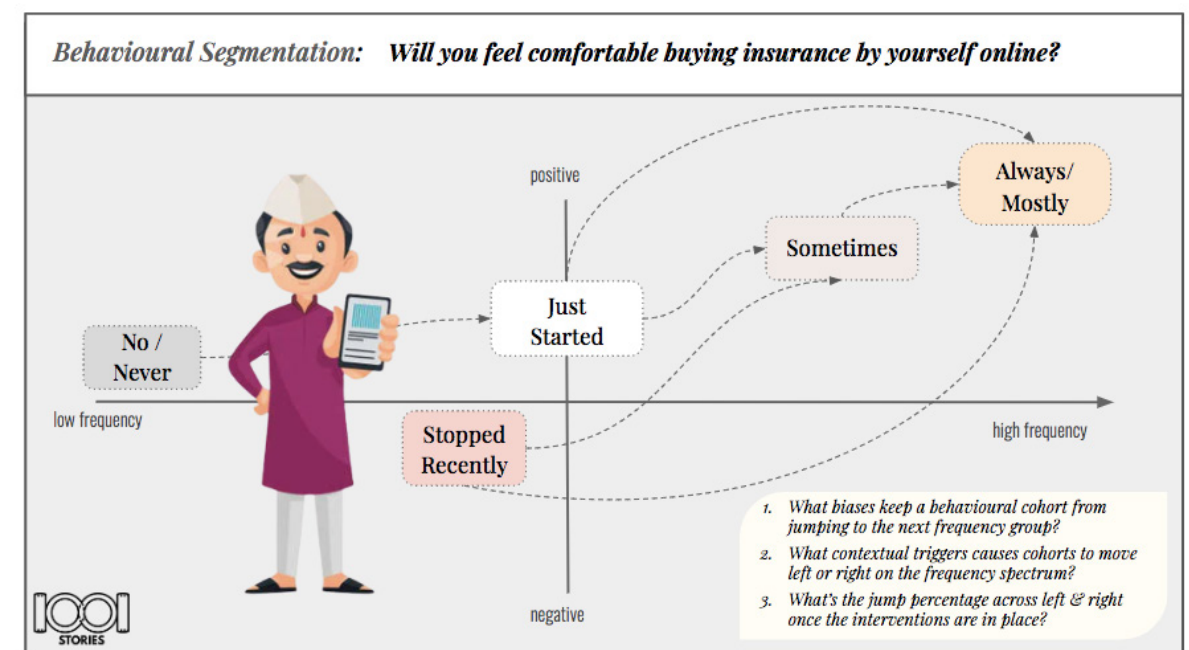 Behavioural Segmentation: Will you feel comfortable buying insurance by yourself online?
positive
Always/
Mostly
Sometimes
Just
Started
No /
Never
low frequency
Stopped
Recently
high frequency
1. What biases keep a behavioural cohort from
jumping to the next frequency group?
2. What contextual triggers causes cohorts to move
left or right on the frequency spectrum?
3. What's the jump percentage across left & right
once the interventions are in place?
negative
1001
STORIES